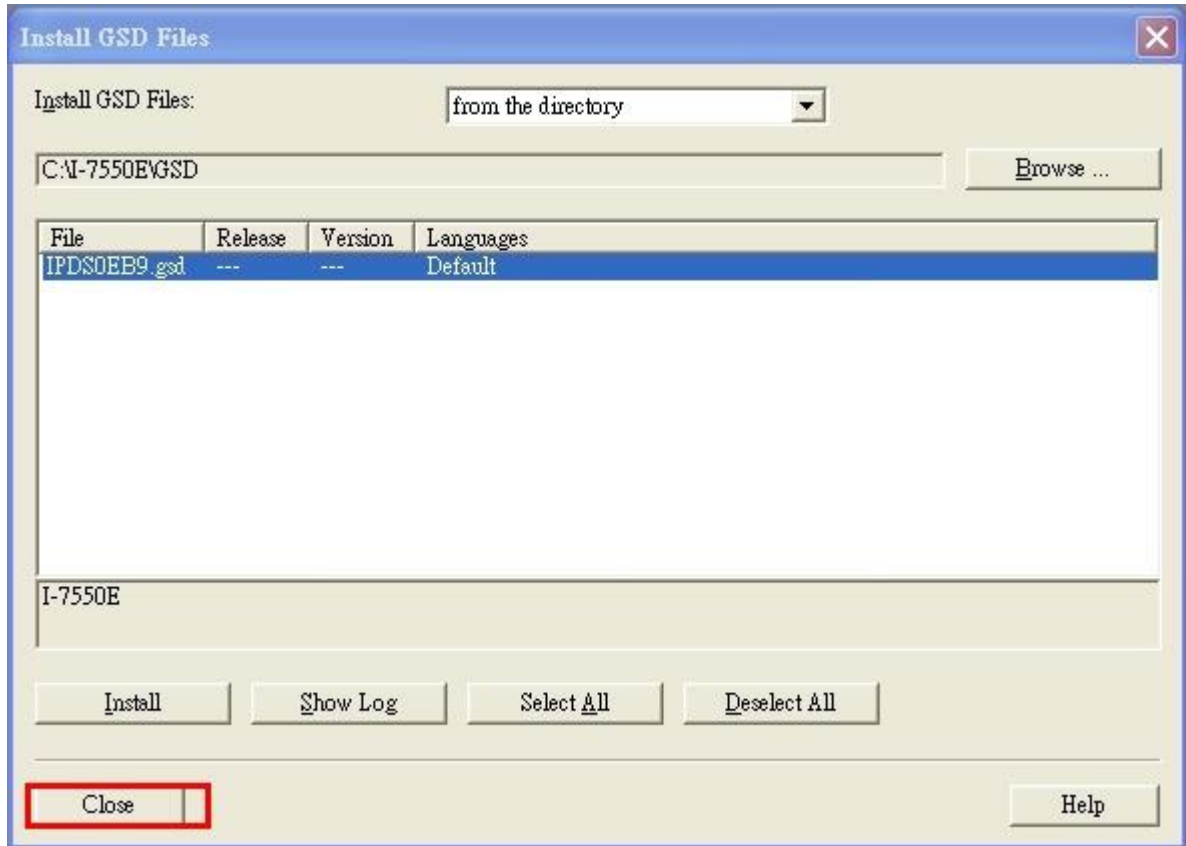 Install GSD Files
Install GSD Files:
from the directory
C:\I-7550E\GSD
Browse ...
File Release Version Languages
IPDS0EB9.gsd --- --- Default
I-7550E
Install Show Log Select All Deselect All
Close Help